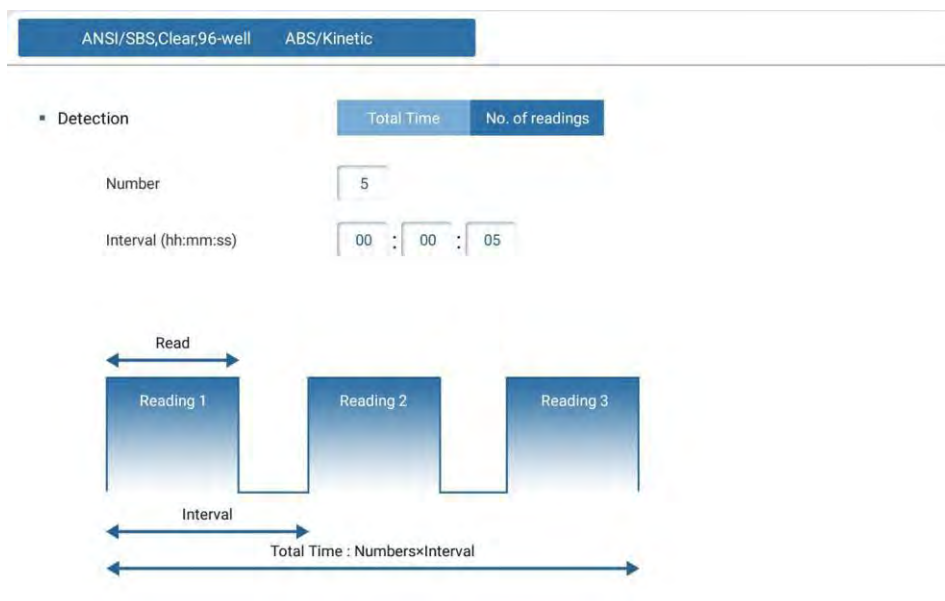 ANSI/SBS,Clear,96-well ABS/Kinetic
Detection Total Time No. of readings
Number 5
Interval (hh:mm:ss) 00 : 00 : 05
Read
Reading 1 Reading 2 Reading 3
Interval
Total Time : Numbers×Interval